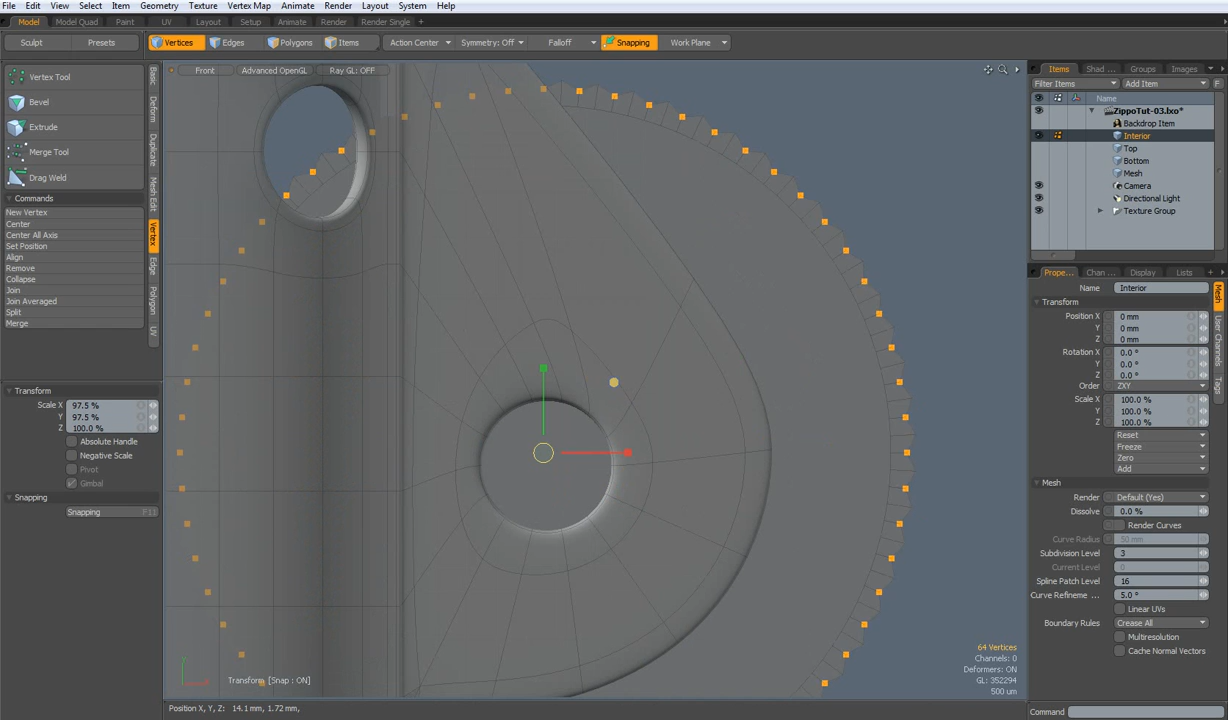 File Edit View Select Item Geometry Texture Vertex Map Animate Render Layout System Help
Model Model Quad Paint UV Layout Setup Animate Render Render Single +
Sculpt Presets Vertices Edges Polygons Items Action Center Symmetry: Off Falloff Snapping Work Plane
Vertex Tool
Bevel
Extrude
Merge Tool
Drag Weld
Commands
New Vertex
Center
Center All Axis
Set Position
Align
Remove
Collapse
Join
Join Averaged
Split
Merge
Basic
Deform
Duplicate
Mesh Edit
Vertex
Edge
Polygon
UV
Transform
Scale X 97.5 %
Y 97.5 %
Z 100.0 %
Absolute Handle
Negative Scale
Pivot
Gimbal
Snapping
Snapping F11
Front Advanced OpenGL Ray GL: OFF
Transform [Snap : ON]
64 Vertices
Channels: 0
Deformers: ON
GL: 352294
500 um
Position X, Y, Z: 14.1 mm, 1.72 mm,
Items Shad ... Groups Images +
Filter Items Add Item F
Name
ZippoTut-03.lxo*
Backdrop Item
Interior
Top
Bottom
Mesh
Camera
Directional Light
Texture Group
Prope... Chan ... Display Lists +
Name Interior
Transform
Position X 0 mm
Y 0 mm
Z 0 mm
Rotation X 0.0 °
Y 0.0 °
Z 0.0 °
Order ZXY
Scale X 100.0 %
Y 100.0 %
Z 100.0 %
Reset
Freeze
Zero
Add
Mesh
Render Default (Yes)
Dissolve 0.0 %
Render Curves
Curve Radius 50 mm
Subdivision Level 3
Current Level 0
Spline Patch Level 16
Curve Refineme ... 5.0 °
Linear UVs
Boundary Rules Crease All
Multiresolution
Cache Normal Vectors
Mesh
User Channels
Tags
Command